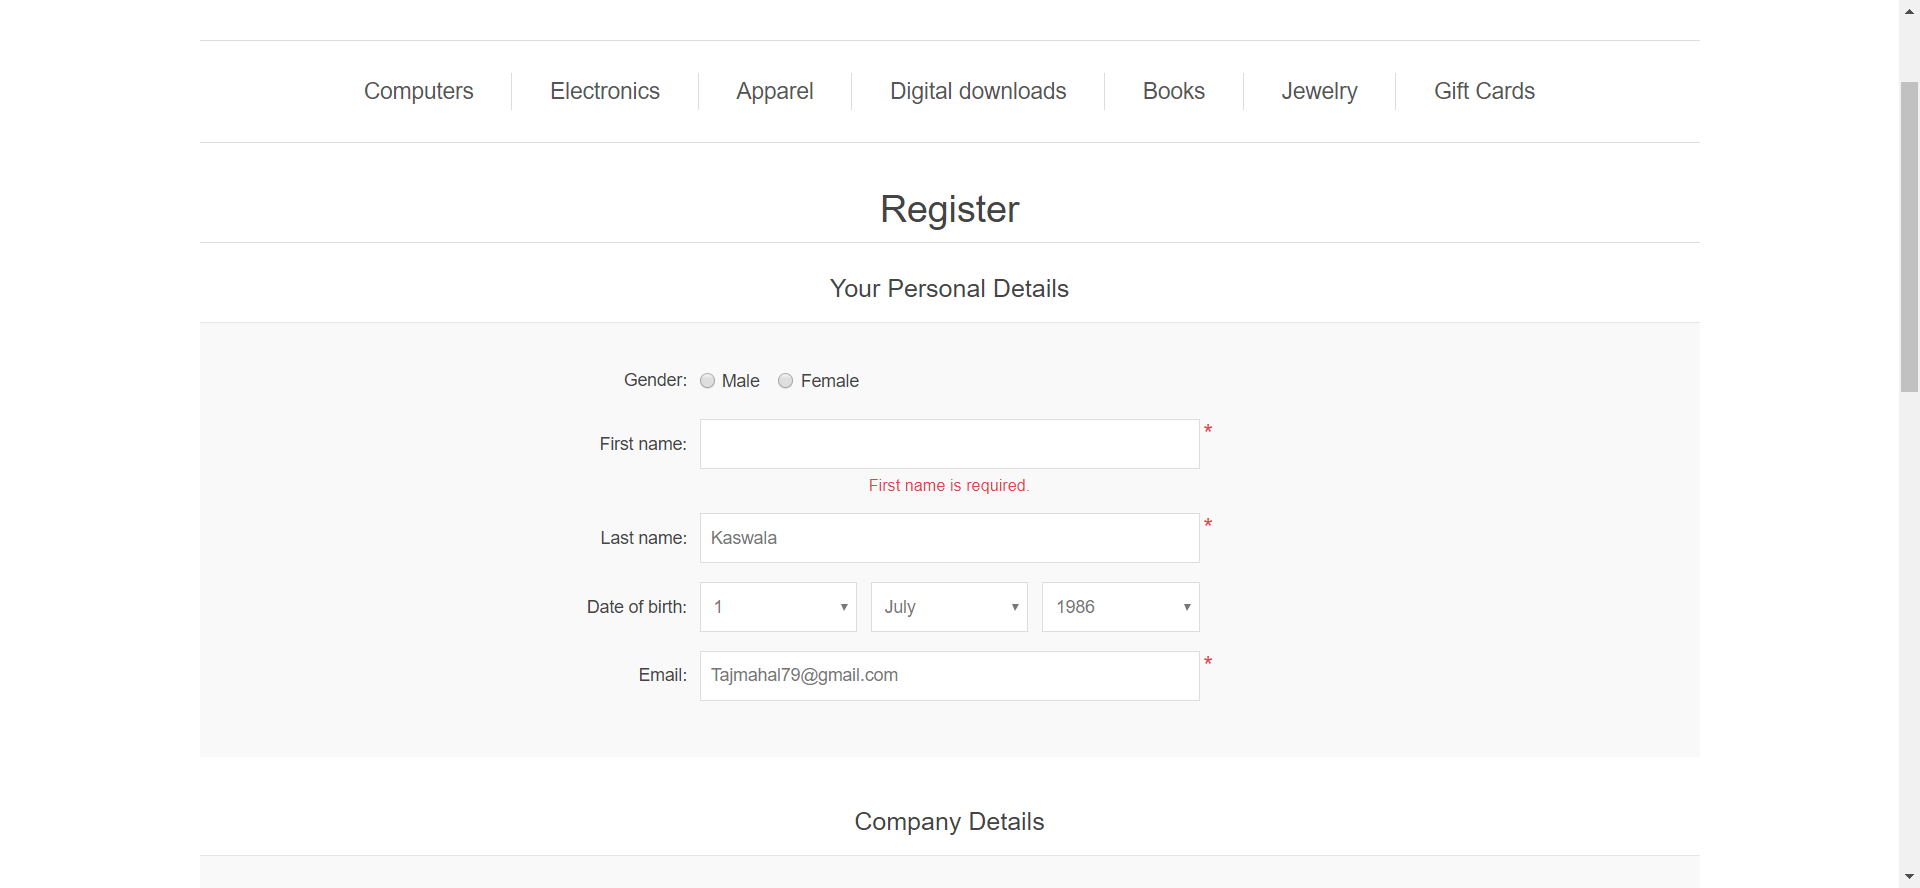 Computers Electronics Apparel Digital downloads Books Jewelry Gift Cards
Register
Your Personal Details
Gender: Male Female
First name: *
First name is required.
Last name: Kaswala *
Date of birth: 1 July 1986
Email: Tajmahal79@gmail.com *
Company Details